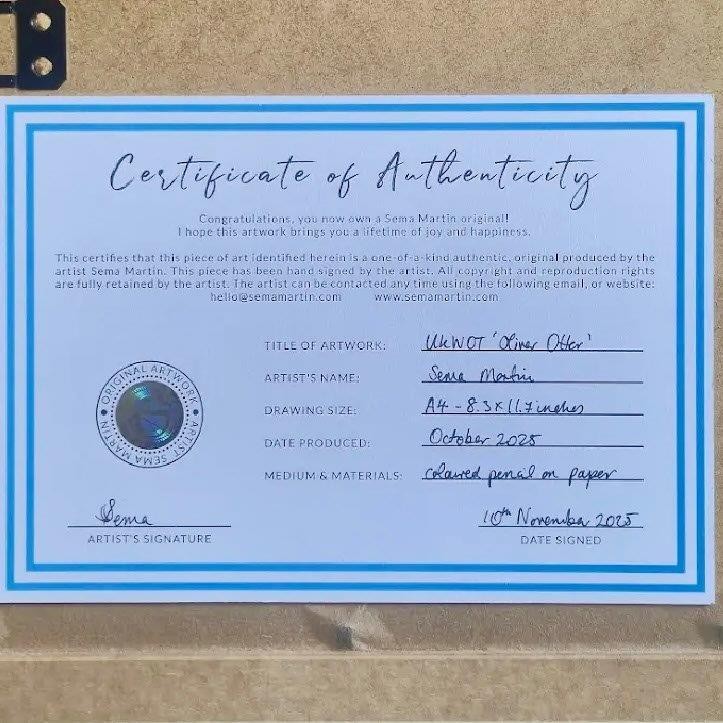 Certificate of Authenticity
Congratulations, you now own a Sema Martin original!
I hope this artwork brings you a lifetime of joy and happiness.
This certifies that this piece of art identified herein is a one-of-a-kind authentic, original produced by the
artist Sema Martin. This piece has been hand signed by the artist. All copyright and reproduction rights
are fully retained by the artist. The artist can be contacted any time using the following email, or website:
hello@semamartin.com www.semamartin.com
TITLE OF ARTWORK: UKWOT 'Oliver Otter'
ARTIST'S NAME: Sema Martin
DRAWING SIZE: A4 - 8.3 x 11.7 inches
DATE PRODUCED: October 2025
MEDIUM & MATERIALS: coloured pencil on paper
ORIGINAL ARTWORK • ARTIST SEMA MARTIN •
Sema
ARTIST'S SIGNATURE
10th November 2025
DATE SIGNED